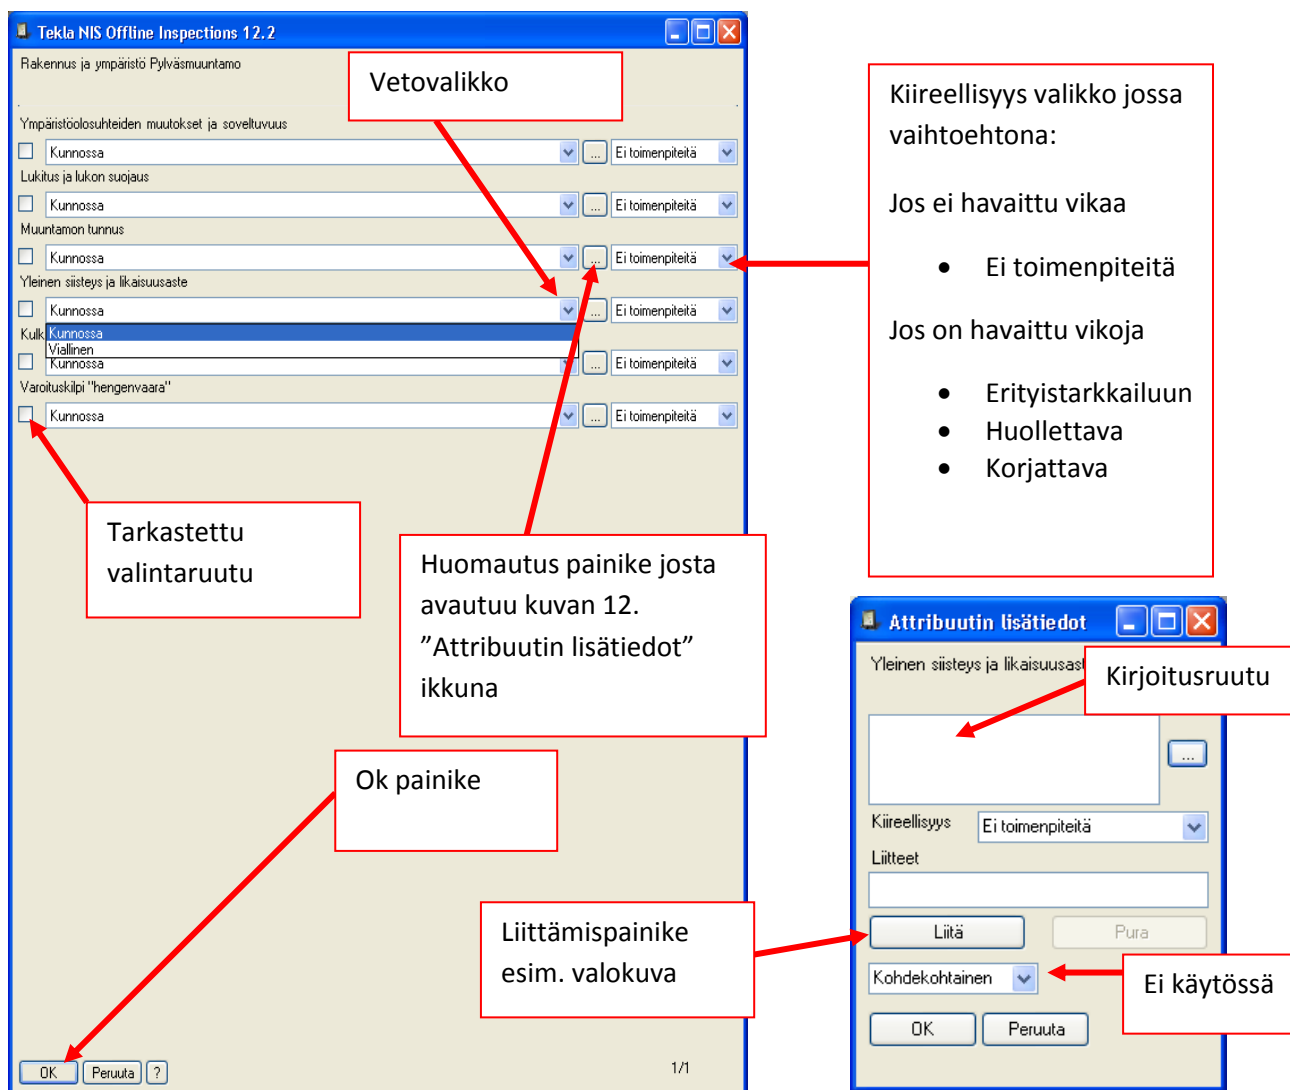 Tekla NIS Offline Inspections 12.2
Rakennus ja ympäristö Pylväsmuuntamo
Ympäristöolosuhteiden muutokset ja soveltuvuus
Kunnossa ... Ei toimenpiteitä
Lukitus ja lukon suojaus
Kunnossa ... Ei toimenpiteitä
Muuntamon tunnus
Kunnossa ... Ei toimenpiteitä
Yleinen siisteys ja likaisuusaste
Kunnossa ... Ei toimenpiteitä
Kulk
Kunnossa
Viallinen
Kunnossa ... Ei toimenpiteitä
Varoituskilpi "hengenvaara"
Kunnossa ... Ei toimenpiteitä
OK Peruuta ? 1/1
Vetovalikko
Kiireellisyys valikko jossa
vaihtoehtona:
Jos ei havaittu vikaa
• Ei toimenpiteitä
Jos on havaittu vikoja
• Erityistarkkailuun
• Huollettava
• Korjattava
Tarkastettu
valintaruutu
Huomautus painike josta
avautuu kuvan 12.
”Attribuutin lisätiedot”
ikkuna
Ok painike
Attribuutin lisätiedot
Yleinen siisteys ja likaisuusast
Kirjoitusruutu
...
Kiireellisyys Ei toimenpiteitä
Liitteet
Liitä Pura
Kohdekohtainen
OK Peruuta
Liittämispainike
esim. valokuva
Ei käytössä